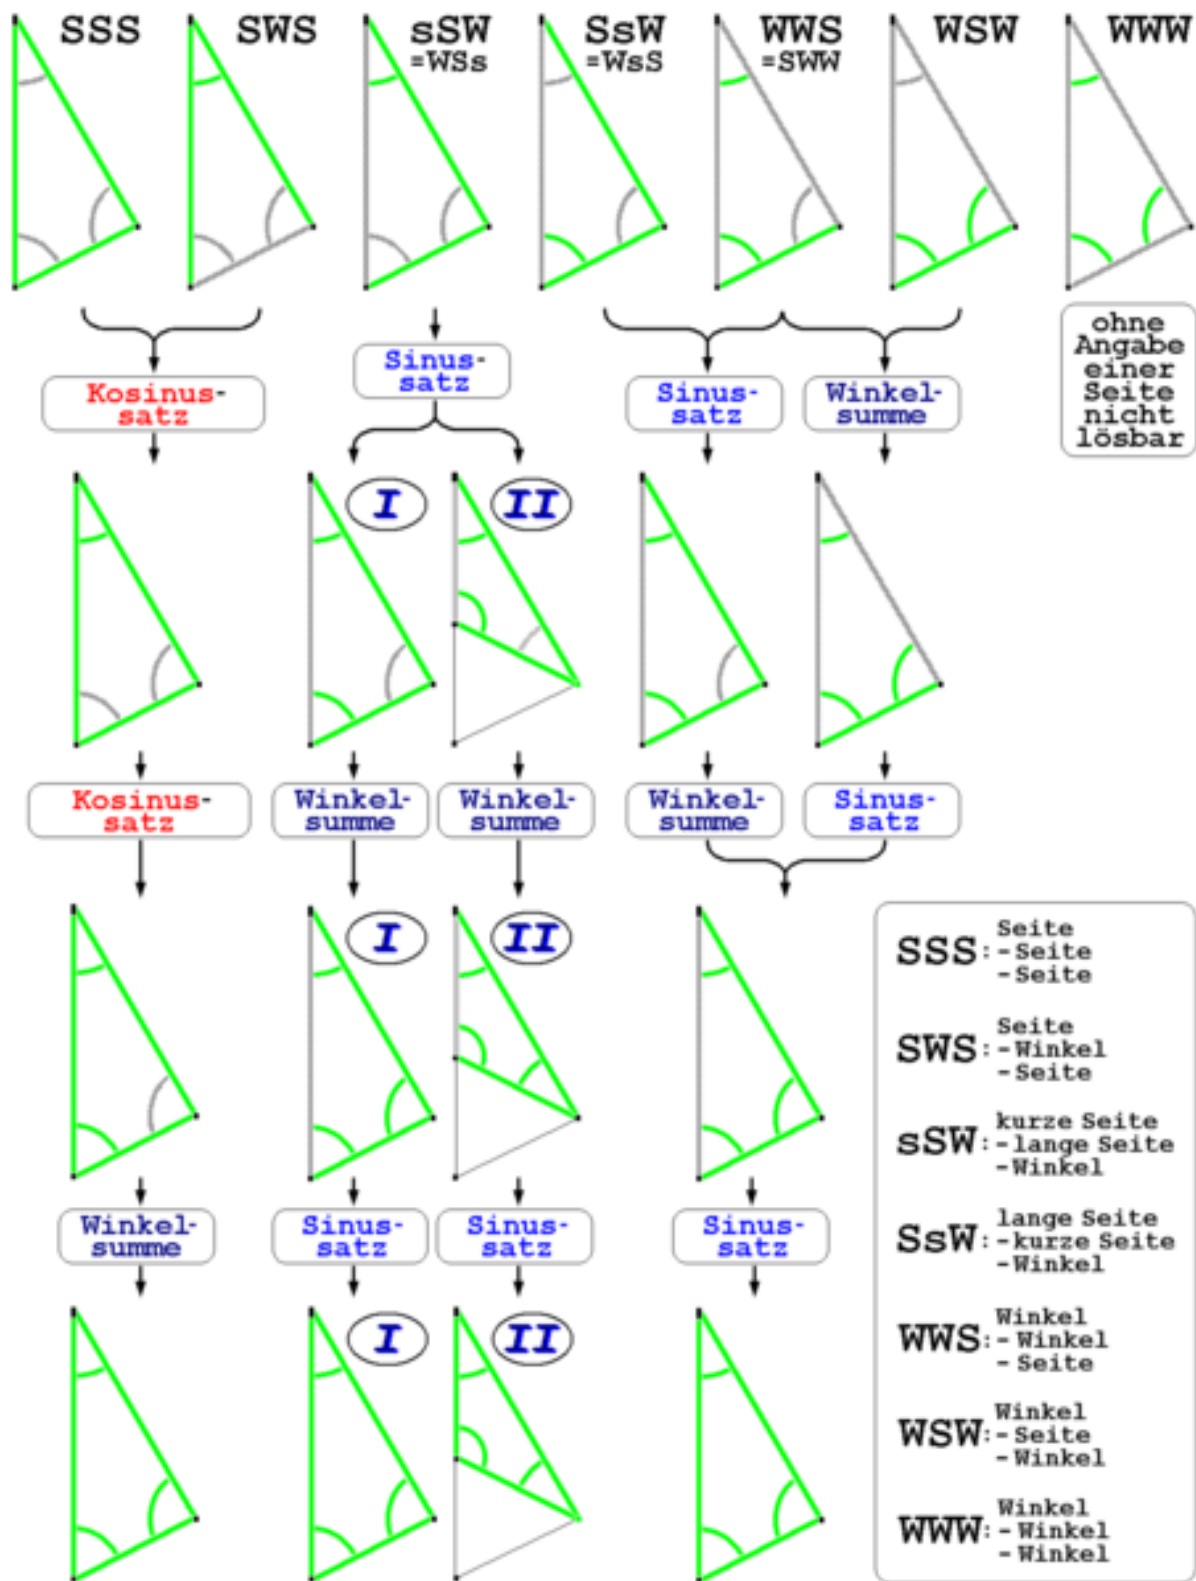 SSS
SWS
sSW
=WSs
SsW
=WsS
WWS
=SWW
WSW
WWW
ohne
Angabe
einer
Seite
nicht
lösbar
Kosinus-
satz
Sinus-
satz
Sinus-
satz
Winkel-
summe
I
II
Kosinus-
satz
Winkel-
summe
Winkel-
summe
Winkel-
summe
Sinus-
satz
I
II
Winkel-
summe
Sinus-
satz
Sinus-
satz
Sinus-
satz
I
II
SSS: Seite
-Seite
-Seite
SWS: Seite
-Winkel
-Seite
sSW: kurze Seite
-lange Seite
-Winkel
SsW: lange Seite
-kurze Seite
-Winkel
WWS: Winkel
-Winkel
-Seite
WSW: Winkel
-Seite
-Winkel
WWW: Winkel
-Winkel
-Winkel